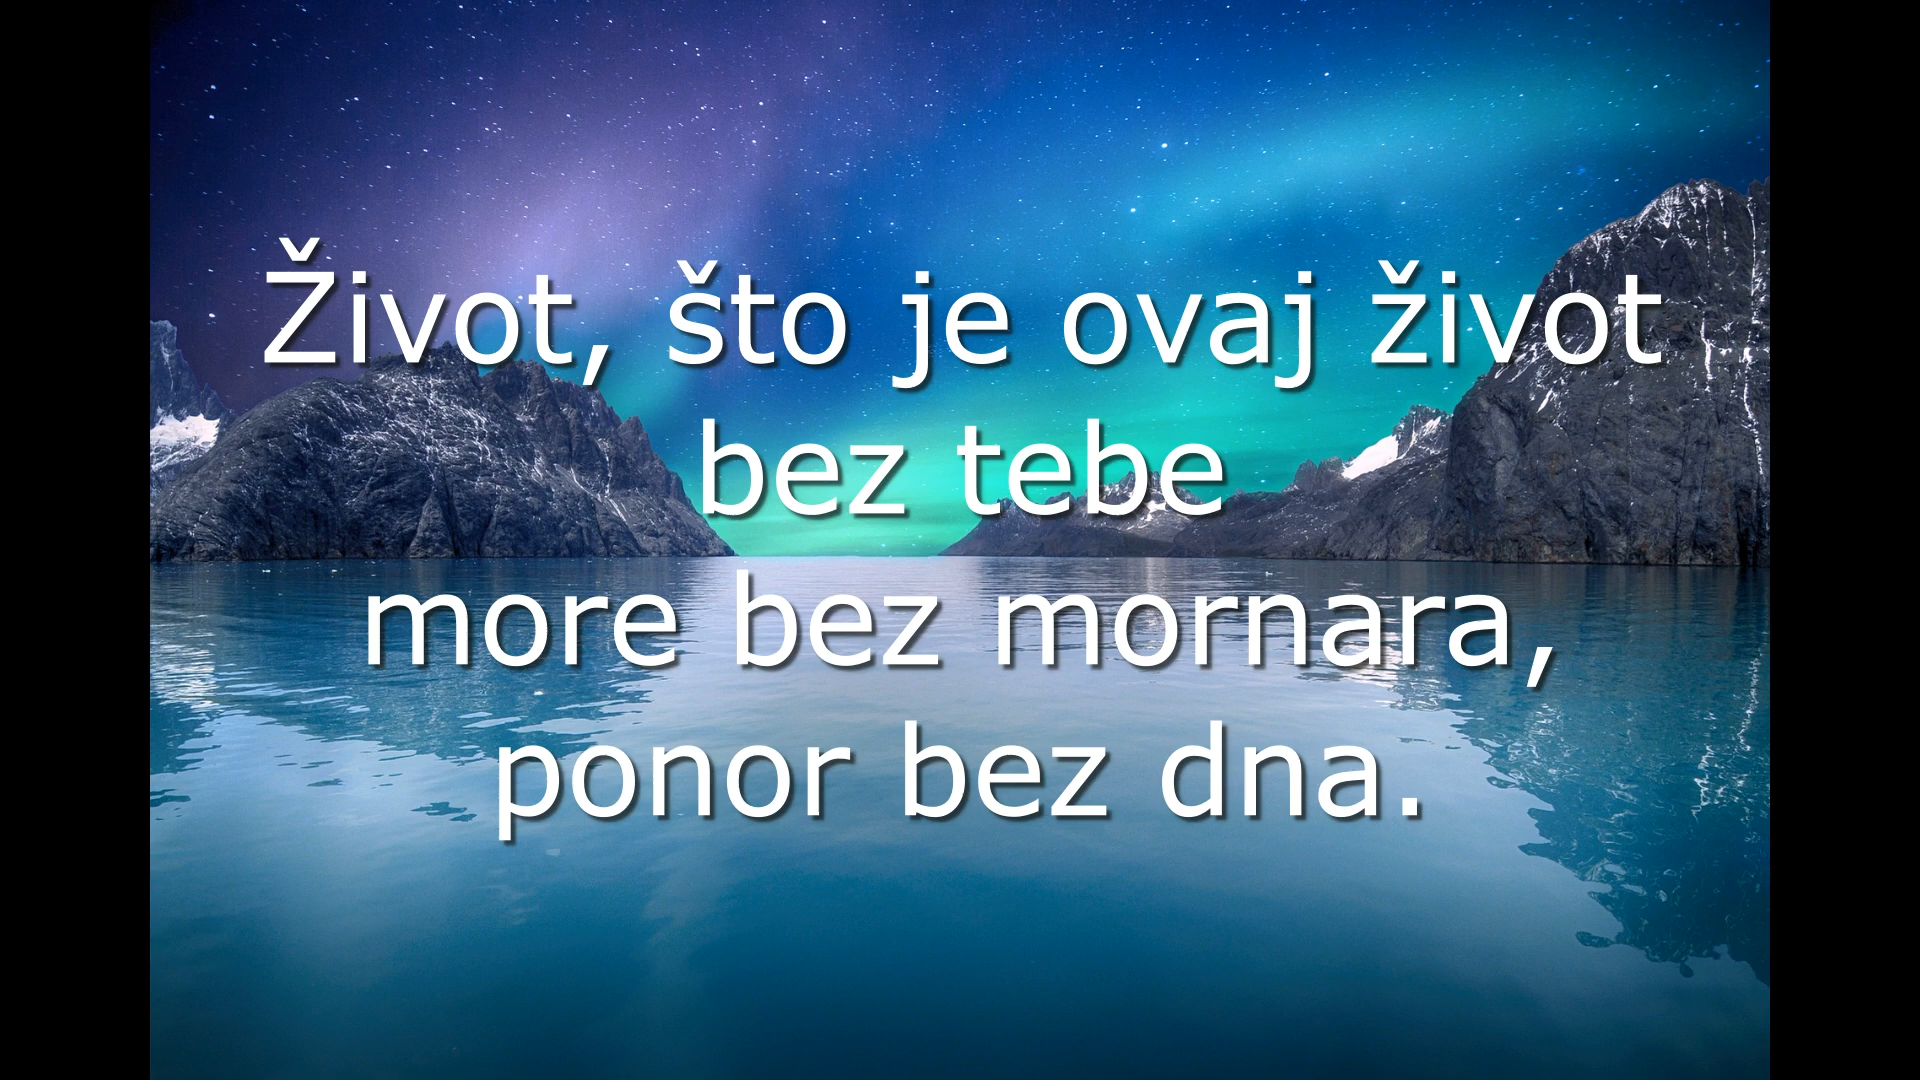 Život, što je ovaj život
bez tebe
more bez mornara,
ponor bez dna.